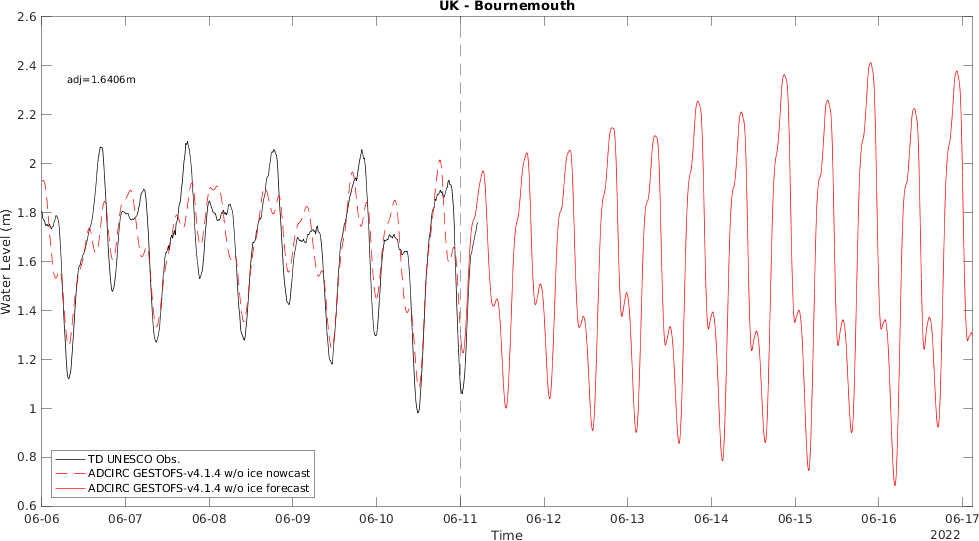 UK - Bournemouth
2.6
2.4
adj=1.6406m
2.2
2
1.8
1.6
1.4
1.2
1
0.8
0.6
Water Level (m)
TD UNESCO Obs.
ADCIRC GESTOFS-v4.1.4 w/o ice nowcast
ADCIRC GESTOFS-v4.1.4 w/o ice forecast
06-06 06-07 06-08 06-09 06-10 06-11 06-12 06-13 06-14 06-15 06-16 06-17
Time
2022